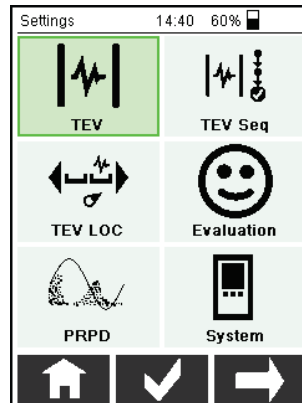 Settings 14:40 60%
TEV TEV Seq
TEV LOC Evaluation
PRPD System